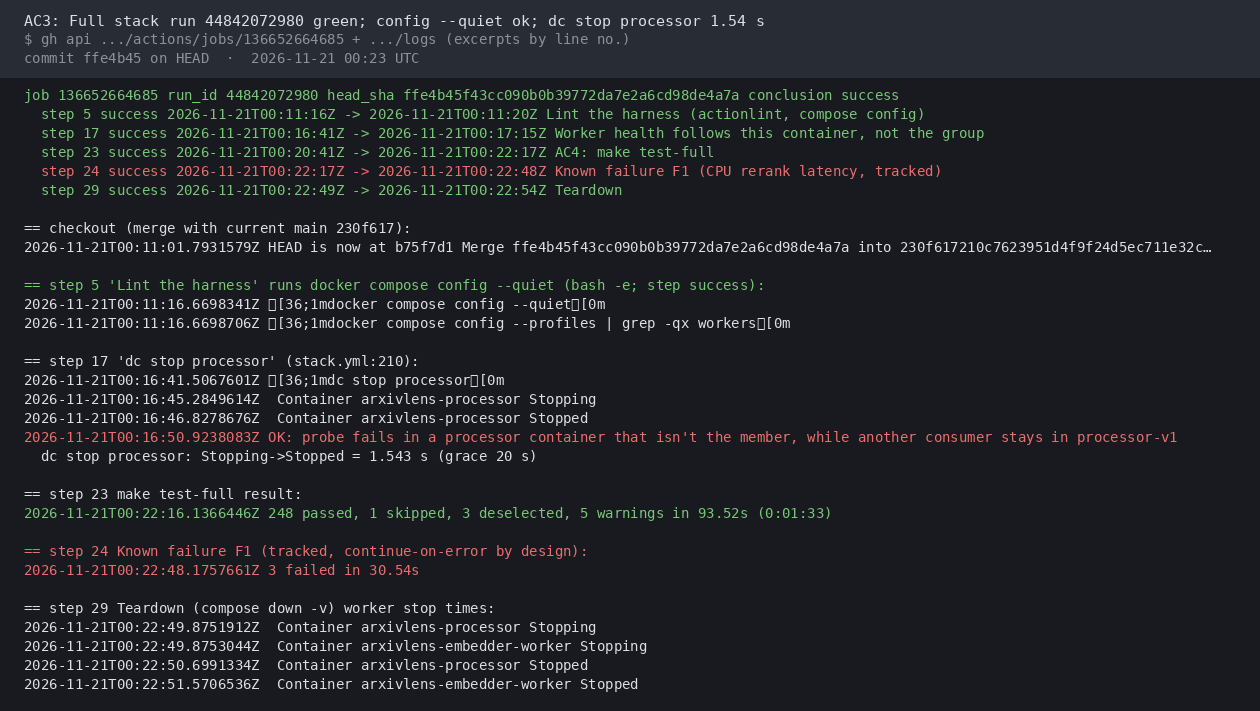 AC3: Full stack run 44842072980 green; config --quiet ok; dc stop processor 1.54 s
$ gh api .../actions/jobs/136652664685 + .../logs (excerpts by line no.)
commit ffe4b45 on HEAD  ·  2026-11-21 00:23 UTC
job 136652664685 run_id 44842072980 head_sha ffe4b45f43cc090b0b39772da7e2a6cd98de4a7a conclusion success
  step 5 success 2026-11-21T00:11:16Z -> 2026-11-21T00:11:20Z Lint the harness (actionlint, compose config)
  step 17 success 2026-11-21T00:16:41Z -> 2026-11-21T00:17:15Z Worker health follows this container, not the group
  step 23 success 2026-11-21T00:20:41Z -> 2026-11-21T00:22:17Z AC4: make test-full
  step 24 success 2026-11-21T00:22:17Z -> 2026-11-21T00:22:48Z Known failure F1 (CPU rerank latency, tracked)
  step 29 success 2026-11-21T00:22:49Z -> 2026-11-21T00:22:54Z Teardown
== checkout (merge with current main 230f617):
2026-11-21T00:11:01.7931579Z HEAD is now at b75f7d1 Merge ffe4b45f43cc090b0b39772da7e2a6cd98de4a7a into 230f617210c7623951d4f9f24d5ec711e32c…
== step 5 'Lint the harness' runs docker compose config --quiet (bash -e; step success):
2026-11-21T00:11:16.6698341Z □[36;1mdocker compose config --quiet□[0m
2026-11-21T00:11:16.6698706Z □[36;1mdocker compose config --profiles | grep -qx workers□[0m
== step 17 'dc stop processor' (stack.yml:210):
2026-11-21T00:16:41.5067601Z □[36;1mdc stop processor□[0m
2026-11-21T00:16:45.2849614Z  Container arxivlens-processor Stopping
2026-11-21T00:16:46.8278676Z  Container arxivlens-processor Stopped
2026-11-21T00:16:50.9238083Z OK: probe fails in a processor container that isn't the member, while another consumer stays in processor-v1
  dc stop processor: Stopping->Stopped = 1.543 s (grace 20 s)
== step 23 make test-full result:
2026-11-21T00:22:16.1366446Z 248 passed, 1 skipped, 3 deselected, 5 warnings in 93.52s (0:01:33)
== step 24 Known failure F1 (tracked, continue-on-error by design):
2026-11-21T00:22:48.1757661Z 3 failed in 30.54s
== step 29 Teardown (compose down -v) worker stop times:
2026-11-21T00:22:49.8751912Z  Container arxivlens-processor Stopping
2026-11-21T00:22:49.8753044Z  Container arxivlens-embedder-worker Stopping
2026-11-21T00:22:50.6991334Z  Container arxivlens-processor Stopped
2026-11-21T00:22:51.5706536Z  Container arxivlens-embedder-worker Stopped